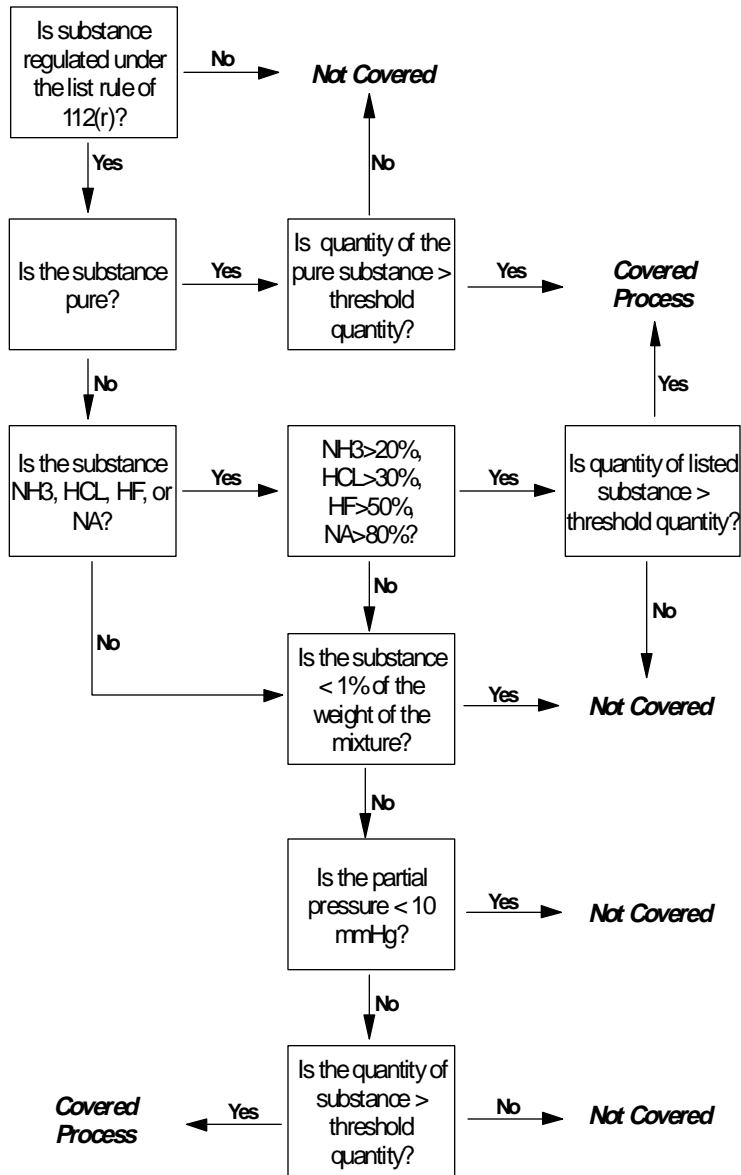 Is substance
regulated under
the list rule of
112(r)?
No
Not Covered
Yes
No
Is the substance
pure?
Yes
Is quantity of the
pure substance >
threshold
quantity?
Yes
Covered
Process
No
Yes
Is the substance
NH3, HCL, HF, or
NA?
Yes
NH3>20%,
HCL>30%,
HF>50%,
NA>80%?
Yes
Is quantity of listed
substance >
threshold quantity?
No
No
No
Is the substance
< 1% of the
weight of the
mixture?
Yes
Not Covered
No
Is the partial
pressure < 10
mmHg?
Yes
Not Covered
No
Covered
Process
Yes
Is the quantity of
substance >
threshold
quantity?
No
Not Covered